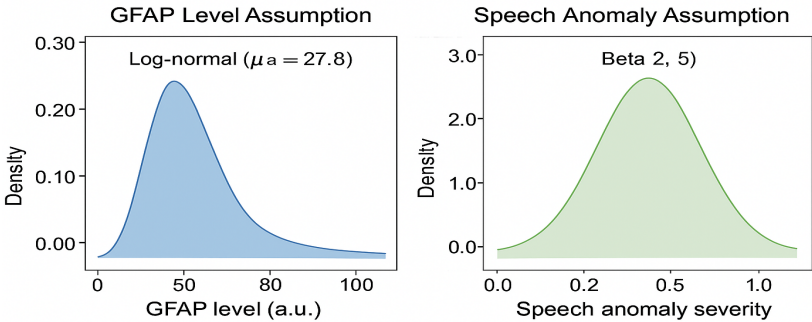 GFAP Level Assumption
Log-normal (μ a = 27.8)
Density
0.30
0.20
0.10
0.00
0 50 80 100
GFAP level (a.u.)
Speech Anomaly Assumption
Beta 2, 5)
Density
3.0
2.0
1.0
0.0
0.0 0.2 0.5 1.0
Speech anomaly severity